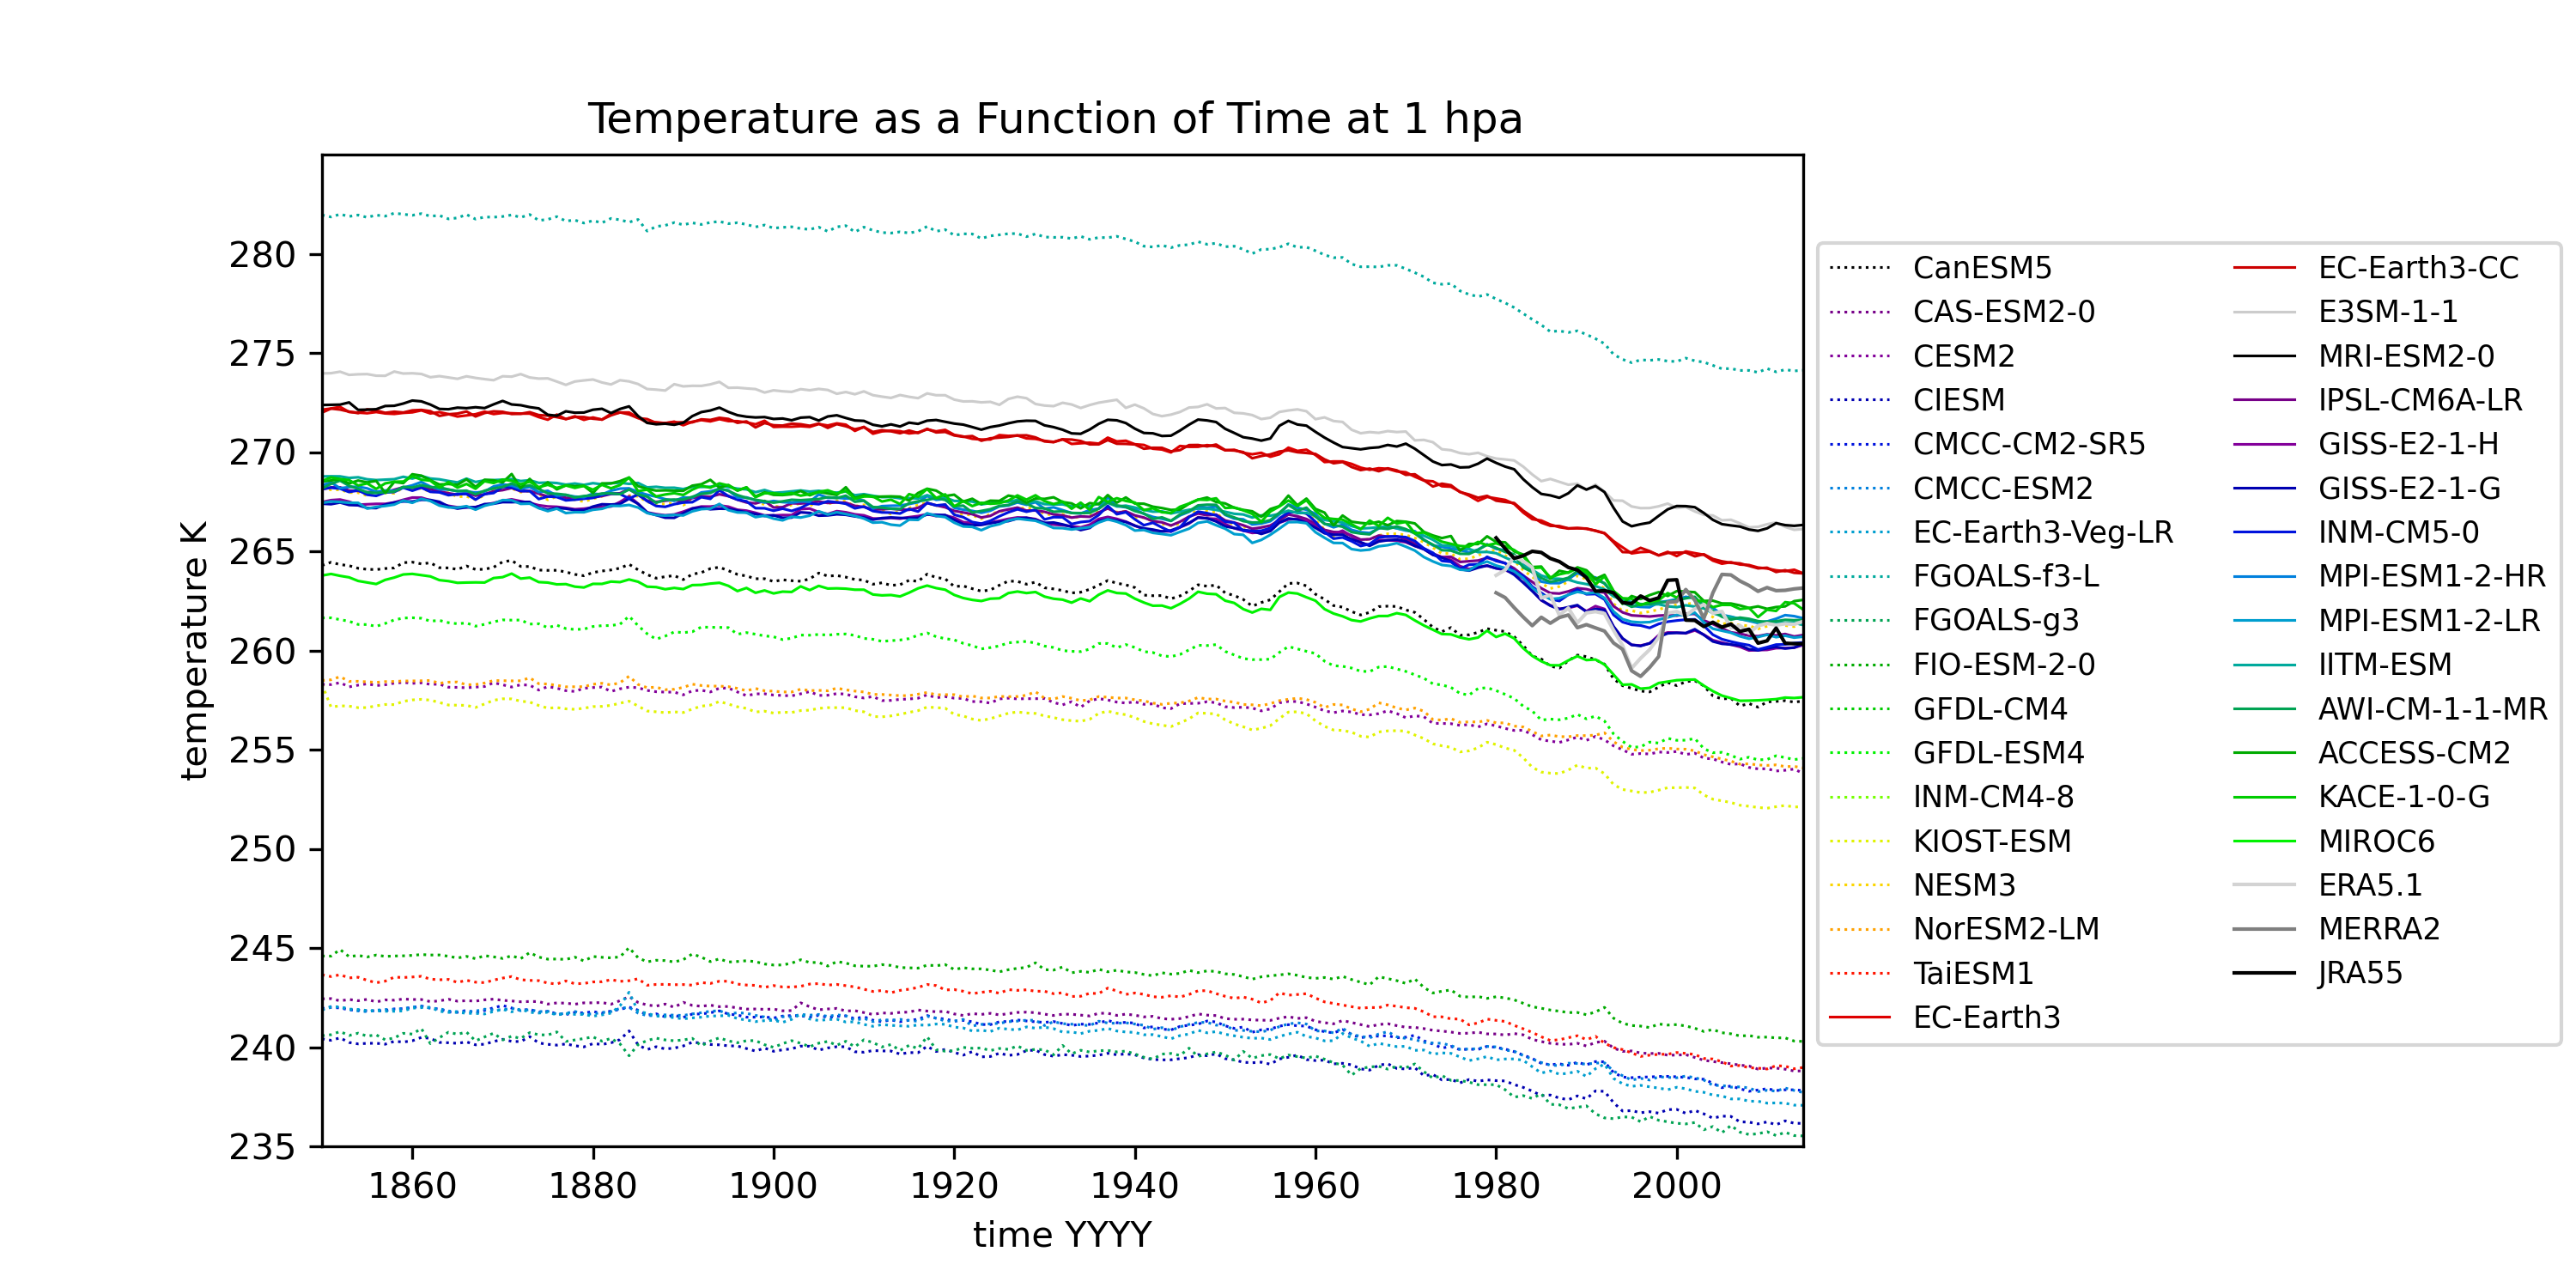 Temperature as a Function of Time at 1 hpa
temperature K
280
275
270
265
260
255
250
245
240
235
1860 1880 1900 1920 1940 1960 1980 2000
time YYYY
CanESM5
CAS-ESM2-0
CESM2
CIESM
CMCC-CM2-SR5
CMCC-ESM2
EC-Earth3-Veg-LR
FGOALS-f3-L
FGOALS-g3
FIO-ESM-2-0
GFDL-CM4
GFDL-ESM4
INM-CM4-8
KIOST-ESM
NESM3
NorESM2-LM
TaiESM1
EC-Earth3
EC-Earth3-CC
E3SM-1-1
MRI-ESM2-0
IPSL-CM6A-LR
GISS-E2-1-H
GISS-E2-1-G
INM-CM5-0
MPI-ESM1-2-HR
MPI-ESM1-2-LR
IITM-ESM
AWI-CM-1-1-MR
ACCESS-CM2
KACE-1-0-G
MIROC6
ERA5.1
MERRA2
JRA55